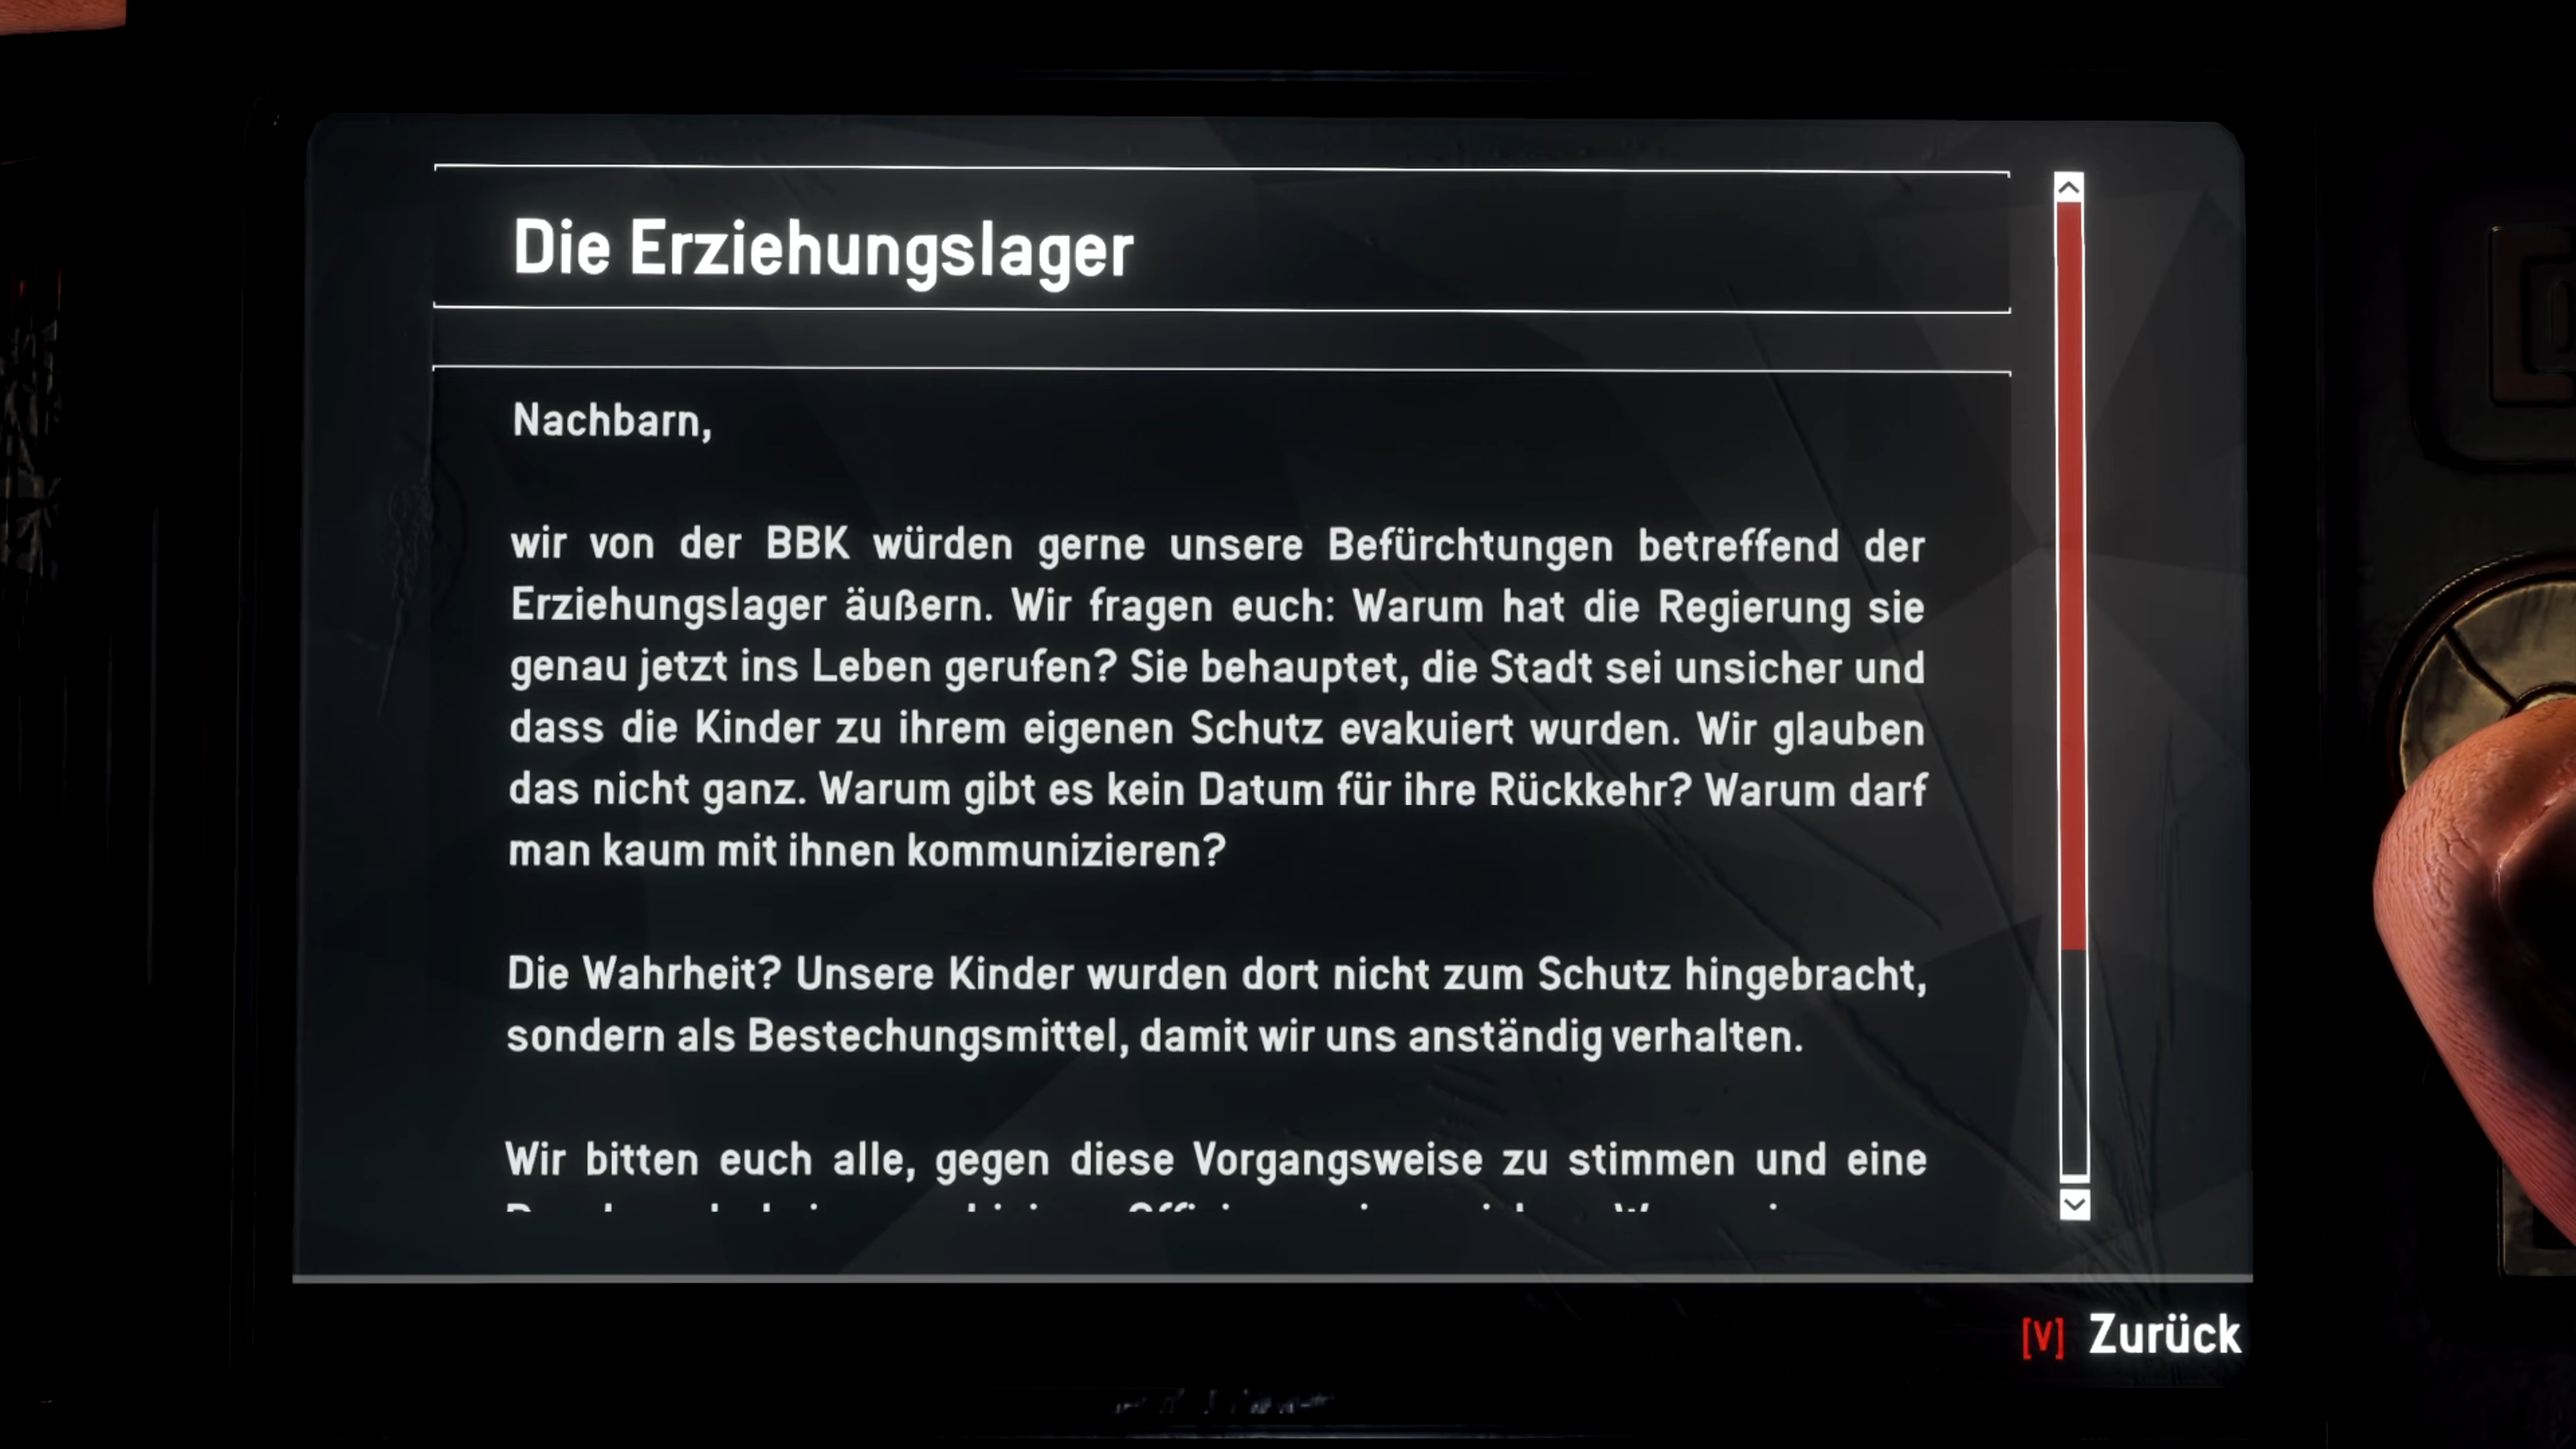 Die Erziehungslager
Nachbarn,
wir von der BBK würden gerne unsere Befürchtungen betreffend der
Erziehungslager äußern. Wir fragen euch: Warum hat die Regierung sie
genau jetzt ins Leben gerufen? Sie behauptet, die Stadt sei unsicher und
dass die Kinder zu ihrem eigenen Schutz evakuiert wurden. Wir glauben
das nicht ganz. Warum gibt es kein Datum für ihre Rückkehr? Warum darf
man kaum mit ihnen kommunizieren?
Die Wahrheit? Unsere Kinder wurden dort nicht zum Schutz hingebracht,
sondern als Bestechungsmittel, damit wir uns anständig verhalten.
Wir bitten euch alle, gegen diese Vorgangsweise zu stimmen und eine
[V] Zurück